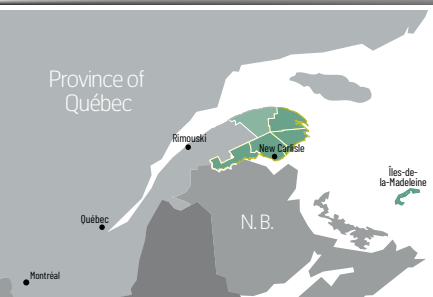 Province of
Québec
Rimouski
New Carlisle
Îles-de-
la-Madeleine
Québec
N.B.
Montréal